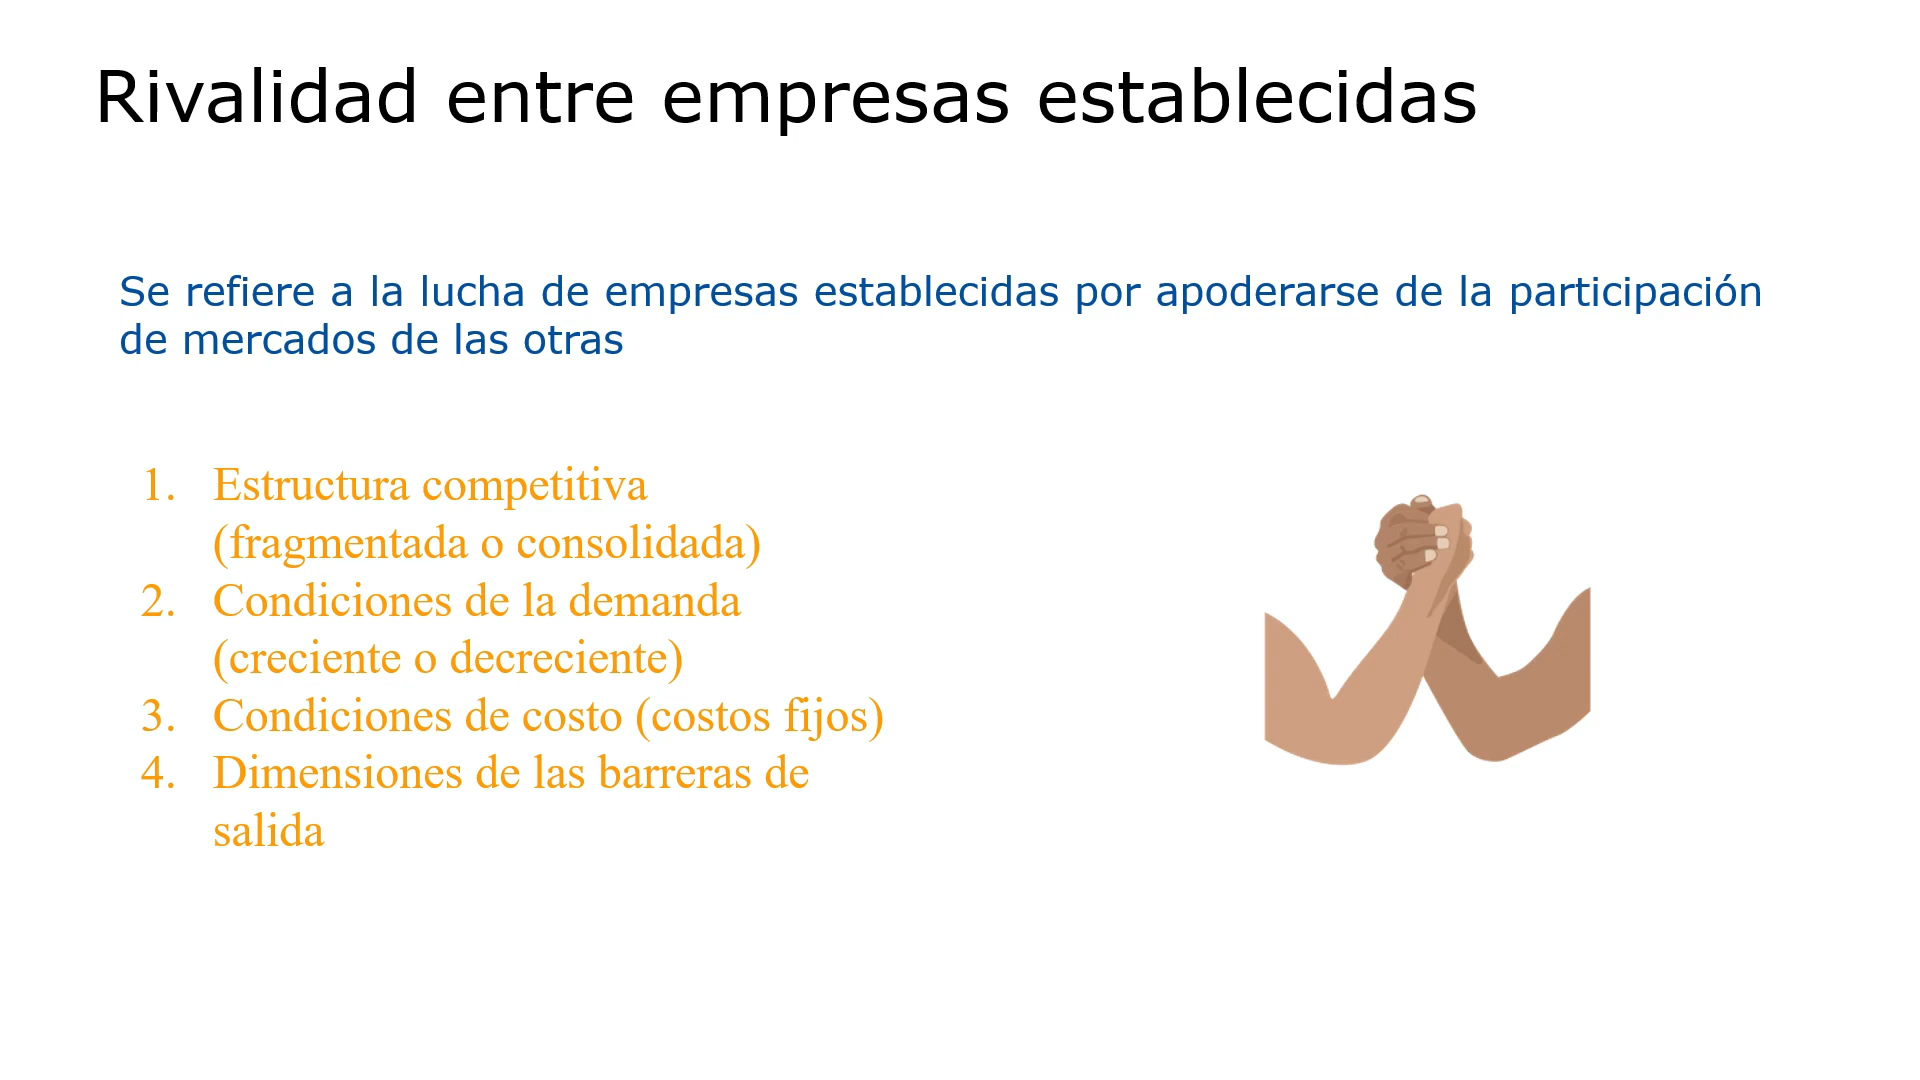 Rivalidad entre empresas establecidas
Se refiere a la lucha de empresas establecidas por apoderarse de la participación
de mercados de las otras
1. Estructura competitiva
(fragmentada o consolidada)
2. Condiciones de la demanda
(creciente o decreciente)
3. Condiciones de costo (costos fijos)
4. Dimensiones de las barreras de
salida